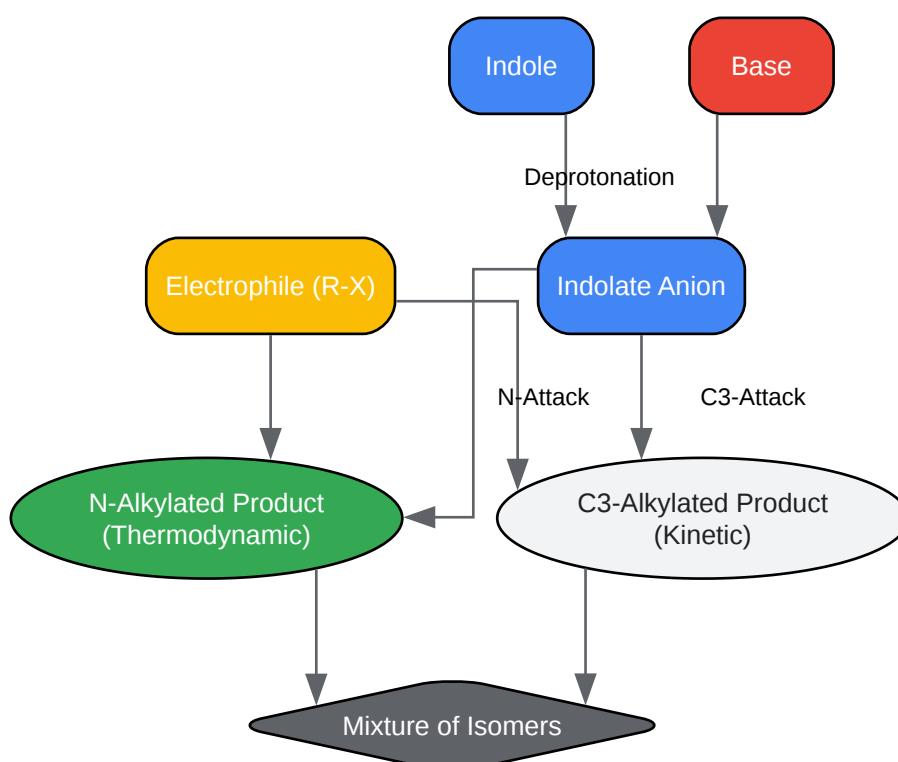 Indole
Base
Deprotonation
Electrophile (R-X)
Indolate Anion
N-Attack
C3-Attack
N-Alkylated Product
(Thermodynamic)
C3-Alkylated Product
(Kinetic)
Mixture of Isomers